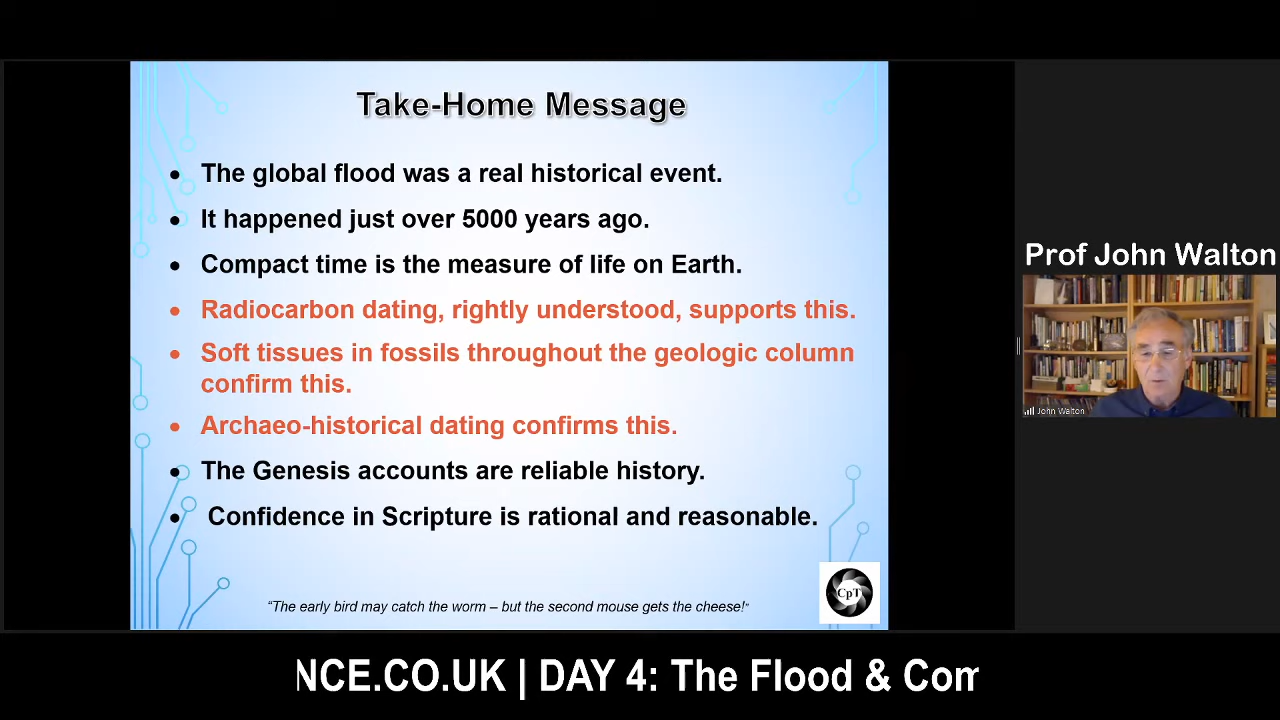 Take-Home Message
• The global flood was a real historical event.
• It happened just over 5000 years ago.
• Compact time is the measure of life on Earth.
• Radiocarbon dating, rightly understood, supports this.
• Soft tissues in fossils throughout the geologic column
confirm this.
• Archaeo-historical dating confirms this.
• The Genesis accounts are reliable history.
• Confidence in Scripture is rational and reasonable.
"The early bird may catch the worm – but the second mouse gets the cheese!"
CpT
Prof John Walton
John Walton
NCE.CO.UK | DAY 4: The Flood & Com